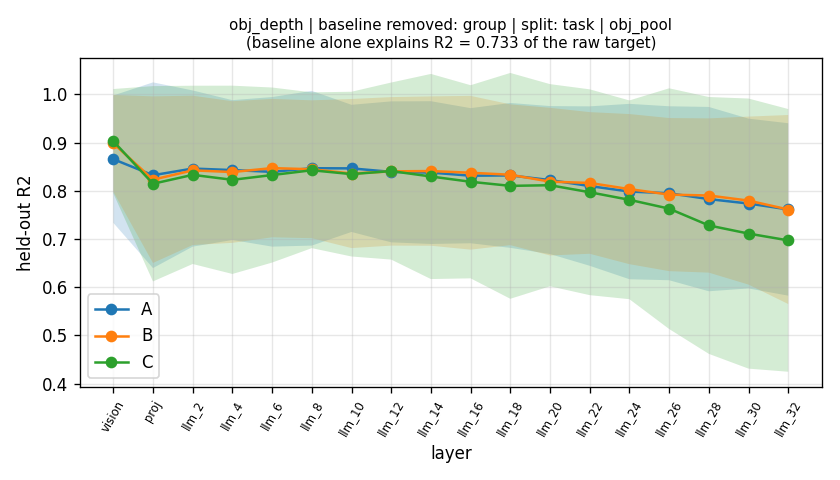 obj_depth | baseline removed: group | split: task | obj_pool
(baseline alone explains R2 = 0.733 of the raw target)
held-out R2
1.0
0.9
0.8
0.7
0.6
0.5
0.4
A
B
C
vision
proj
llm_2
llm_4
llm_6
llm_8
llm_10
llm_12
llm_14
llm_16
llm_18
llm_20
llm_22
llm_24
llm_26
llm_28
llm_30
llm_32
layer